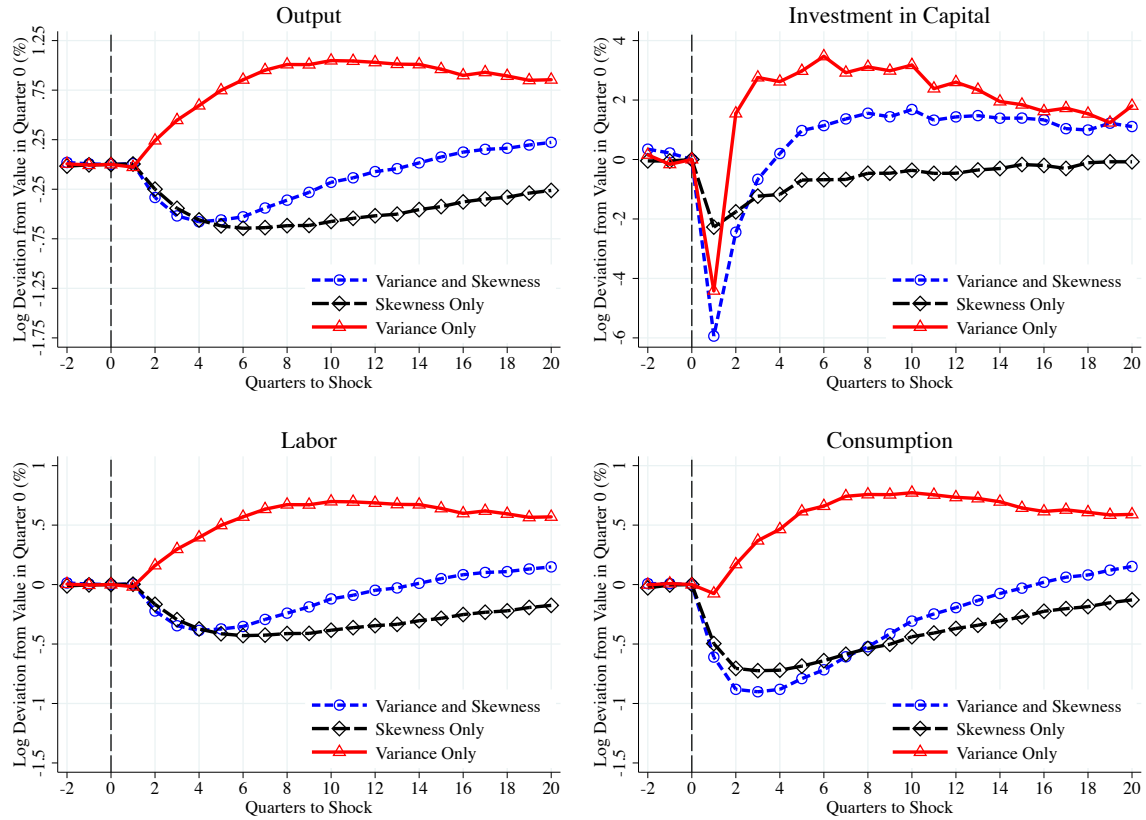 Output
Log Deviation from Value in Quarter 0 (%)
1.25
.75
.25
-.25
-.75
-1.25
-1.75
Variance and Skewness
Skewness Only
Variance Only
-2 0 2 4 6 8 10 12 14 16 18 20
Quarters to Shock
Investment in Capital
Log Deviation from Value in Quarter 0 (%)
4
2
0
-2
-4
-6
Variance and Skewness
Skewness Only
Variance Only
-2 0 2 4 6 8 10 12 14 16 18 20
Quarters to Shock
Labor
Log Deviation from Value in Quarter 0 (%)
1
.5
0
-.5
-1
-1.5
Variance and Skewness
Skewness Only
Variance Only
-2 0 2 4 6 8 10 12 14 16 18 20
Quarters to Shock
Consumption
Log Deviation from Value in Quarter 0 (%)
1
.5
0
-.5
-1
-1.5
Variance and Skewness
Skewness Only
Variance Only
-2 0 2 4 6 8 10 12 14 16 18 20
Quarters to Shock